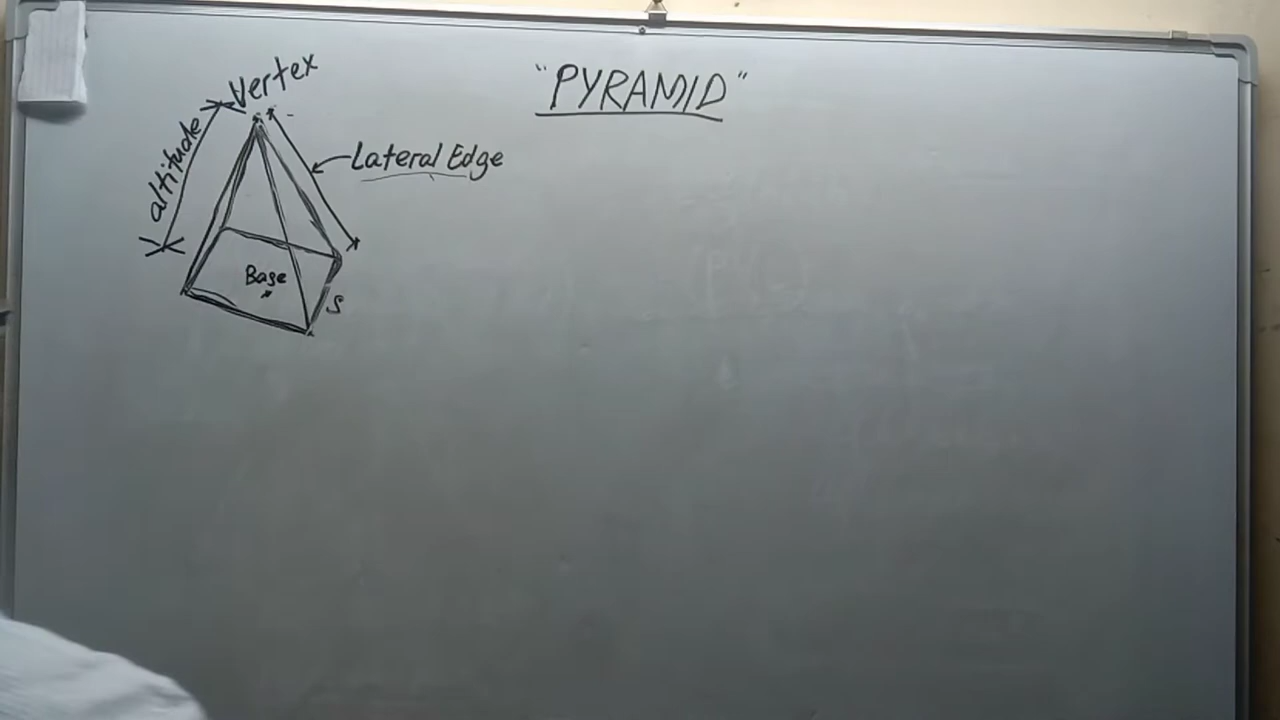 "PYRAMID"
Vertex
altitude
Lateral Edge
Base
S